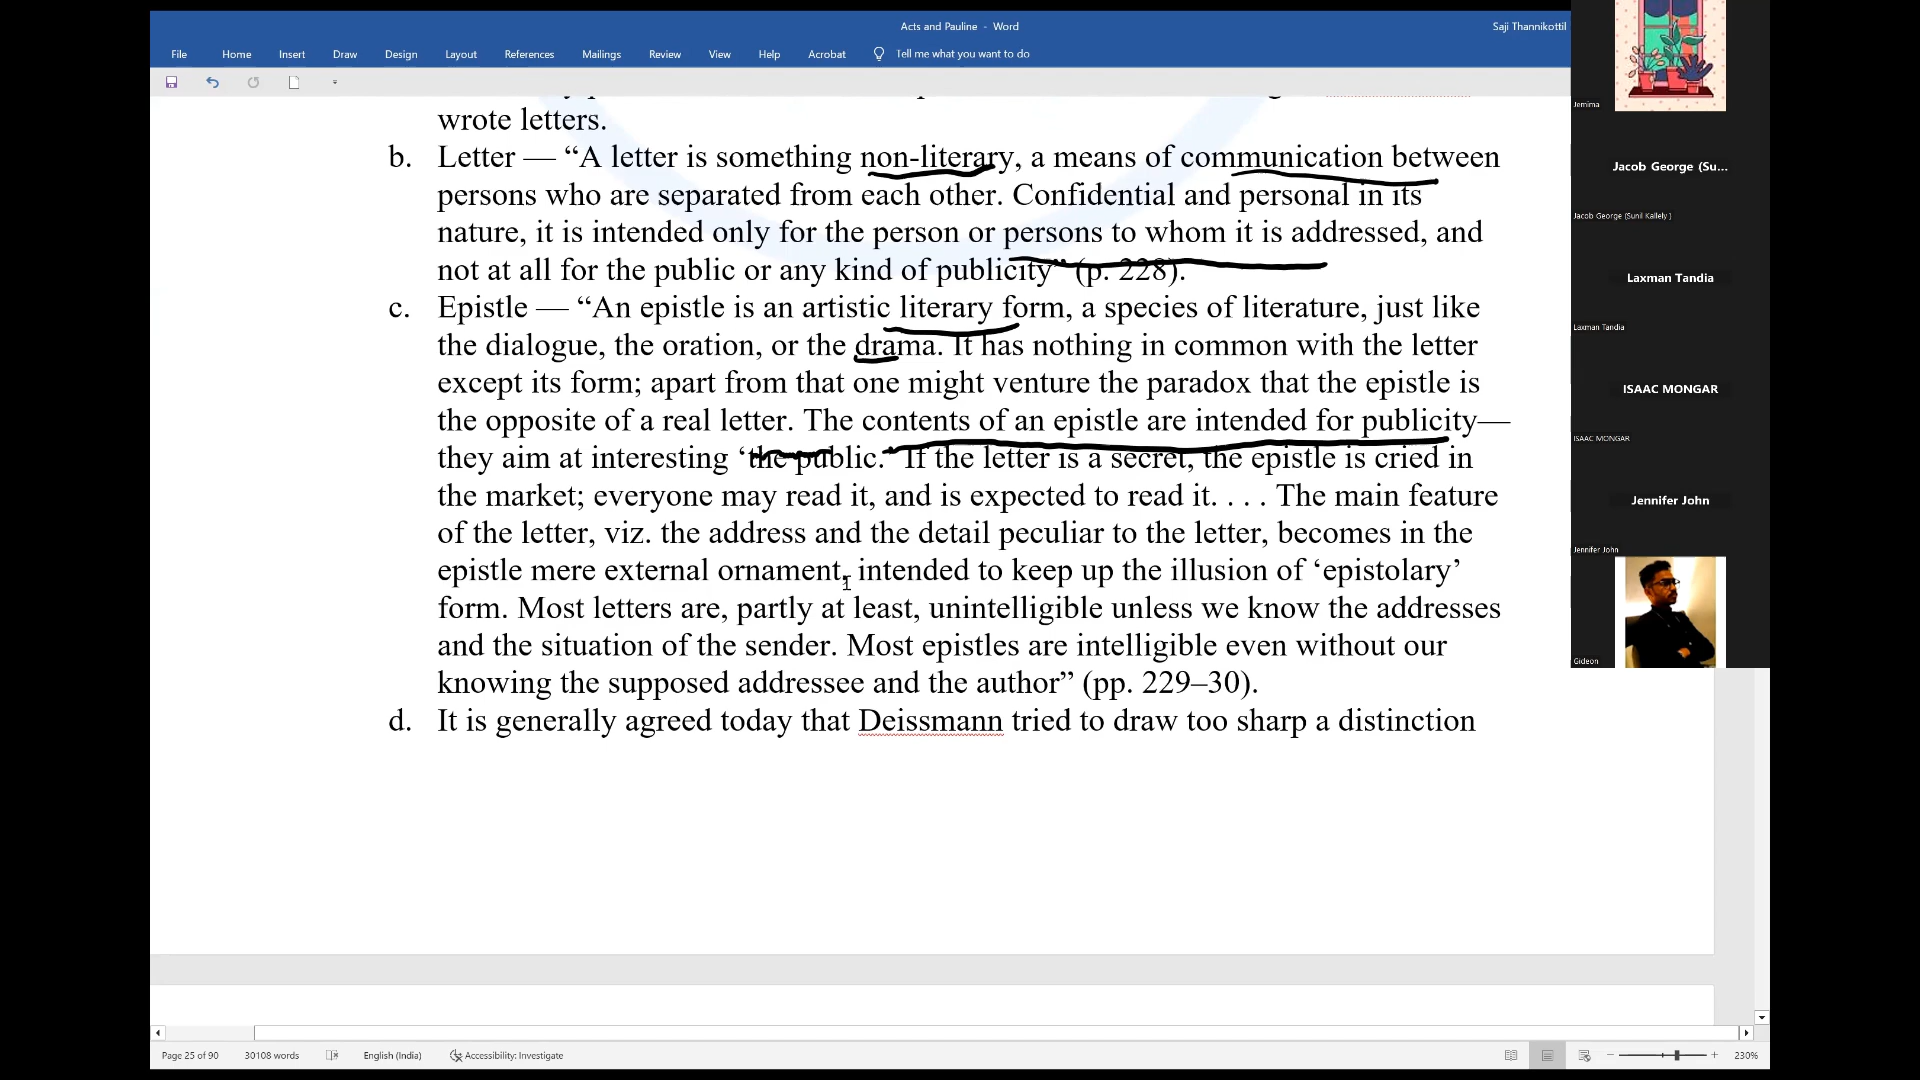 Acts and Pauline - Word
Saji Thannikottil
File Home Insert Draw Design Layout References Mailings Review View Help Acrobat Tell me what you want to do
wrote letters.
b. Letter — “A letter is something non-literary, a means of communication between
persons who are separated from each other. Confidential and personal in its
nature, it is intended only for the person or persons to whom it is addressed, and
not at all for the public or any kind of publicity” (p. 228).
c. Epistle — “An epistle is an artistic literary form, a species of literature, just like
the dialogue, the oration, or the drama. It has nothing in common with the letter
except its form; apart from that one might venture the paradox that the epistle is
the opposite of a real letter. The contents of an epistle are intended for publicity—
they aim at interesting ‘the public.’ If the letter is a secret, the epistle is cried in
the market; everyone may read it, and is expected to read it. . . . The main feature
of the letter, viz. the address and the detail peculiar to the letter, becomes in the
epistle mere external ornament, intended to keep up the illusion of ‘epistolary’
form. Most letters are, partly at least, unintelligible unless we know the addresses
and the situation of the sender. Most epistles are intelligible even without our
knowing the supposed addressee and the author” (pp. 229–30).
d. It is generally agreed today that Deissmann tried to draw too sharp a distinction
Page 25 of 90 30108 words English (India) Accessibility: Investigate 230%
Jemima
Jacob George (Su...
Jacob George (Sunil Kallely )
Laxman Tandia
Laxman Tandia
ISAAC MONGAR
ISAAC MONGAR
Jennifer John
Jennifer John
Gideon